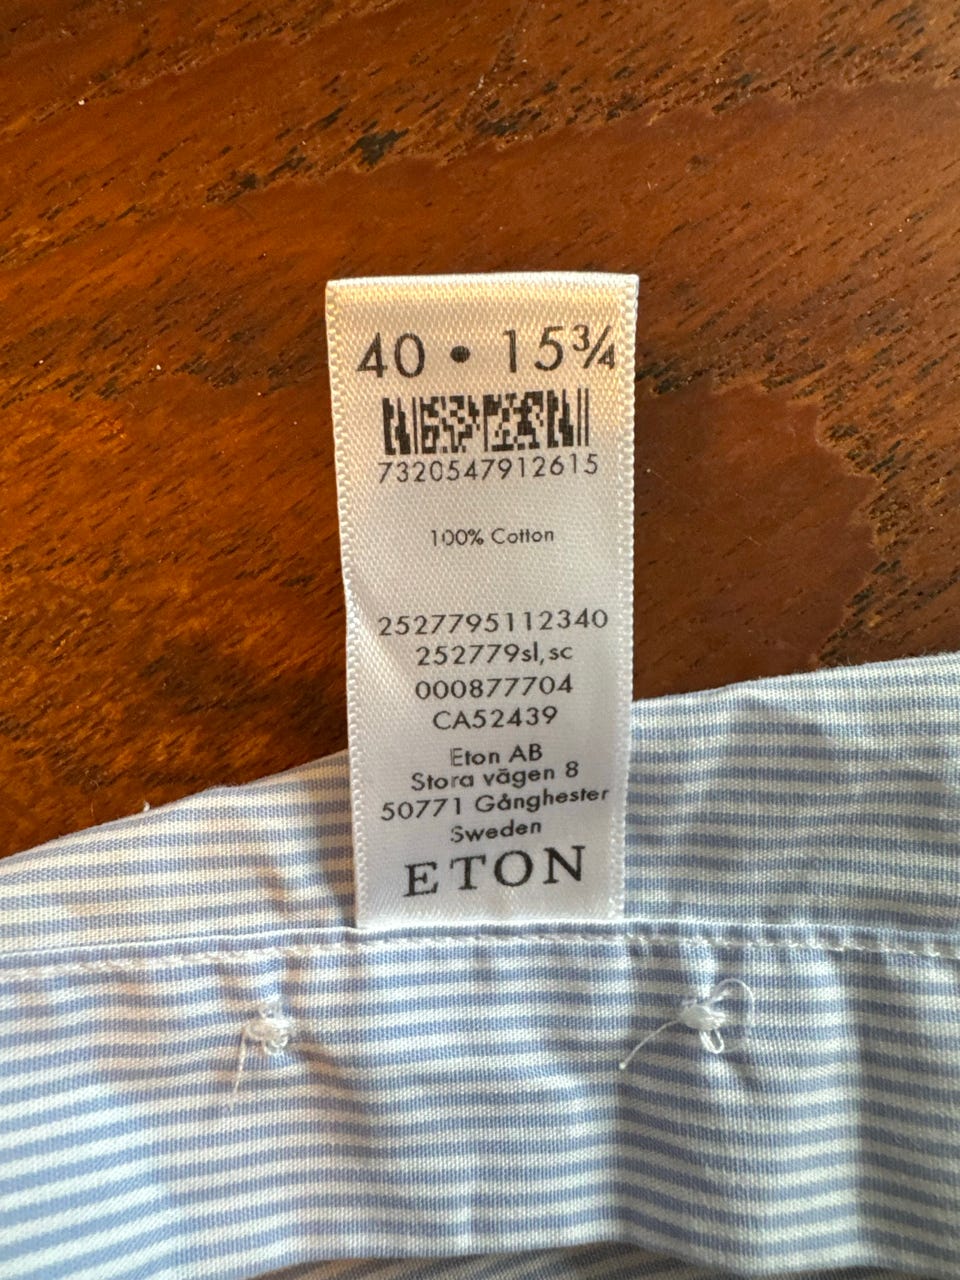 40 • 15¾
7320547912615
100% Cotton
2527795112340
252779sl,sc
000877704
CA52439
Eton AB
Stora vägen 8
50771 Gånghester
Sweden
ETON